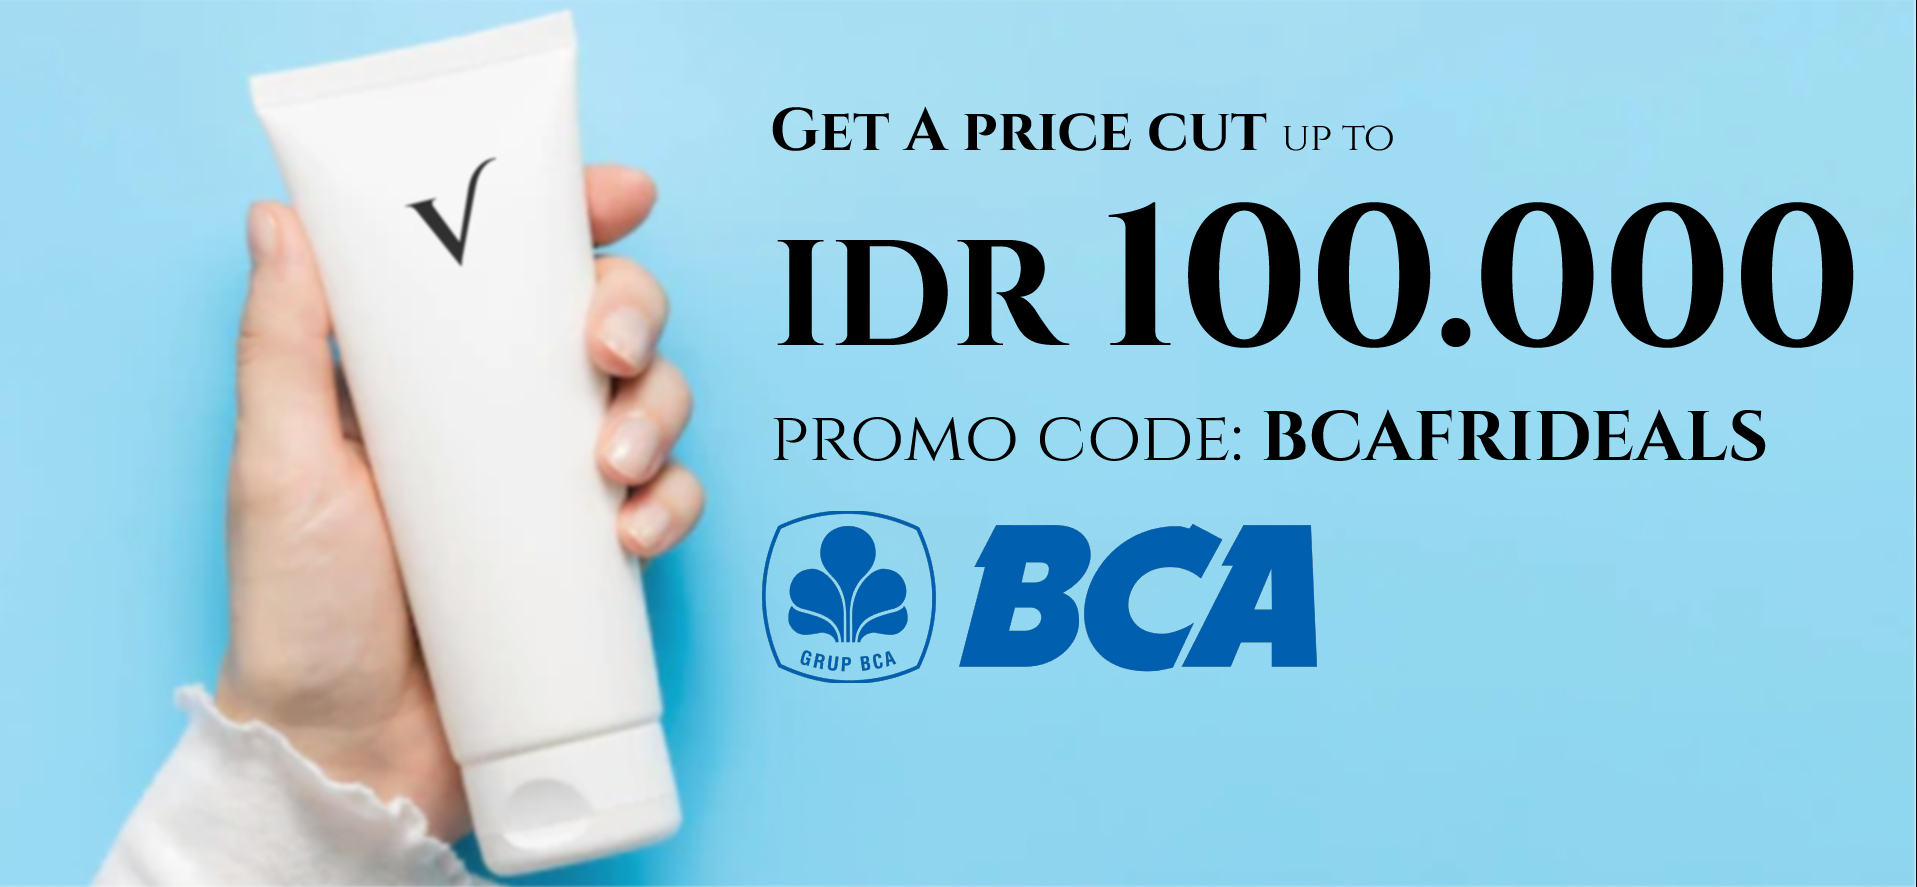 V
GET A PRICE CUT UP TO
IDR 100.000
PROMO CODE: BCAFRIDEALS
GRUP BCA
BCA